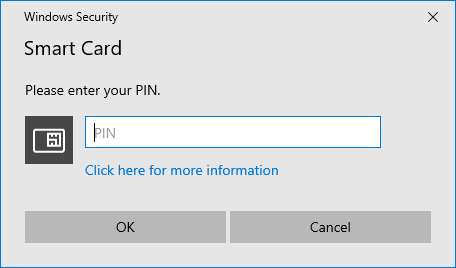 Windows Security
Smart Card
Please enter your PIN.
PIN
Click here for more information
OK
Cancel